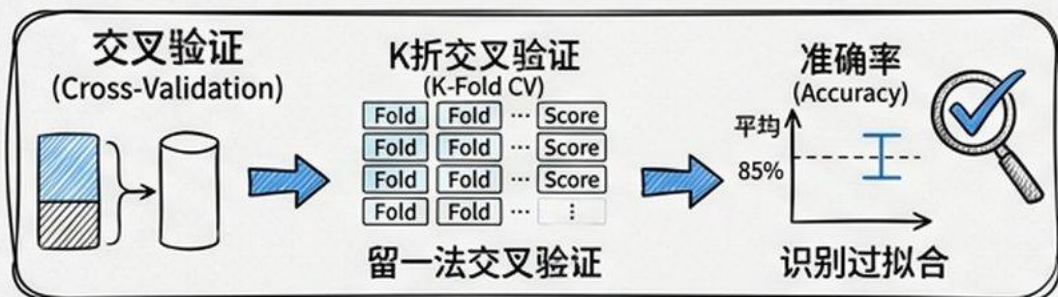 交叉验证
(Cross-Validation)
K折交叉验证
(K-Fold CV)
Fold Fold ··· Score
Fold Fold ··· Score
Fold Fold ··· Score
Fold Fold ··· ⋮
留一法交叉验证
准确率
(Accuracy)
平均
85%
识别过拟合